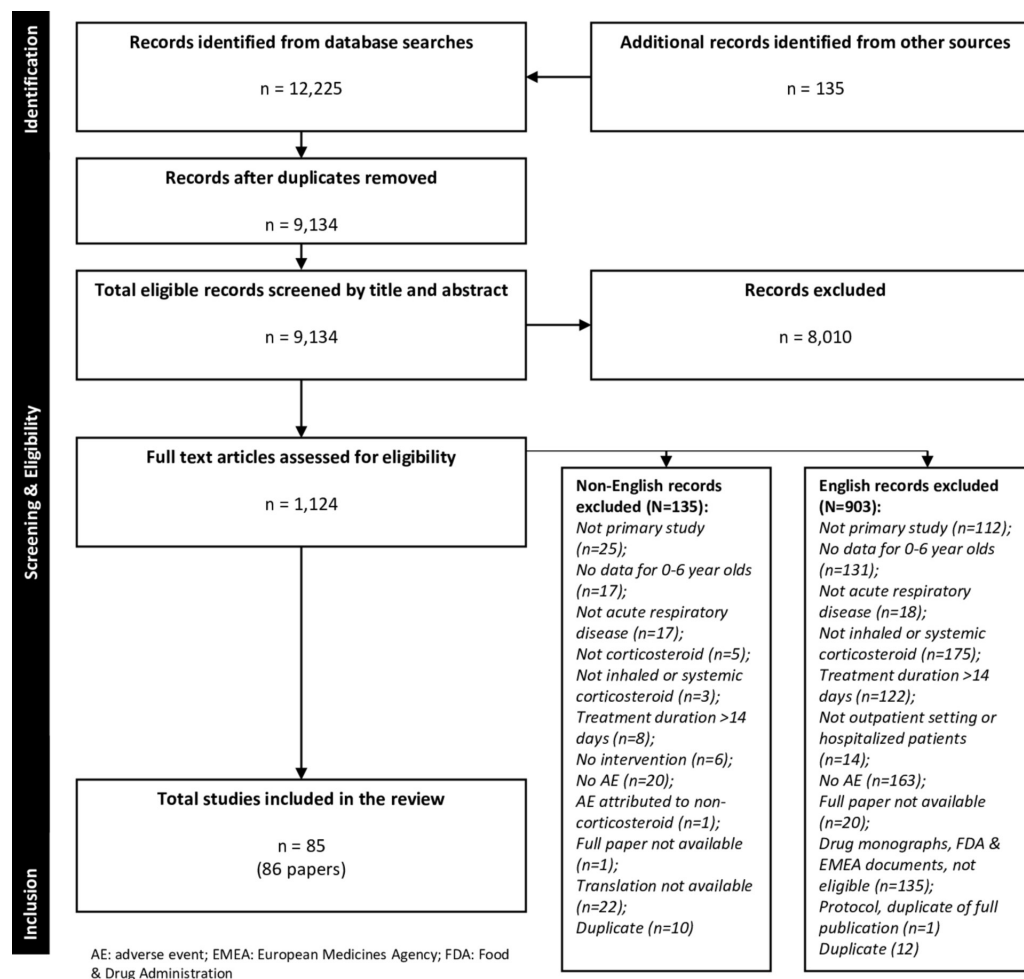 Identification
Records identified from database searches
n = 12,225
Additional records identified from other sources
n = 135
Records after duplicates removed
n = 9,134
Screening & Eligibility
Total eligible records screened by title and abstract
n = 9,134
Records excluded
n = 8,010
Full text articles assessed for eligibility
n = 1,124
Non-English records
excluded (N=135):
Not primary study
(n=25);
No data for 0-6 year olds
(n=17);
Not acute respiratory
disease (n=17);
Not corticosteroid (n=5);
Not inhaled or systemic
corticosteroid (n=3);
Treatment duration >14
days (n=8);
No intervention (n=6);
No AE (n=20);
AE attributed to non-
corticosteroid (n=1);
Full paper not available
(n=1);
Translation not available
(n=22);
Duplicate (n=10)
English records excluded
(N=903):
Not primary study (n=112);
No data for 0-6 year olds
(n=131);
Not acute respiratory
disease (n=18);
Not inhaled or systemic
corticosteroid (n=175);
Treatment duration >14
days (n=122);
Not outpatient setting or
hospitalized patients
(n=14);
No AE (n=163);
Full paper not available
(n=20);
Drug monographs, FDA &
EMEA documents, not
eligible (n=135);
Protocol, duplicate of full
publication (n=1)
Duplicate (12)
Inclusion
Total studies included in the review
n = 85
(86 papers)
AE: adverse event; EMEA: European Medicines Agency; FDA: Food
& Drug Administration